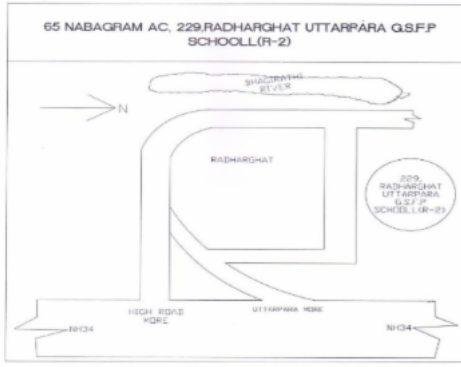 65 NABAGRAM AC, 229,RADHARGHAT UTTARPÁRA G.S.F.P
SCHOOLL(R-2)
BHAGIRATHI
RIVER
N
RADHARGHAT
229,
RADHARGHAT
UTTARPARA
G.S.F.P
SCHOOLL(R-2)
HIGH ROAD
MORE
UTTARPARA MORE
NH34
NH34